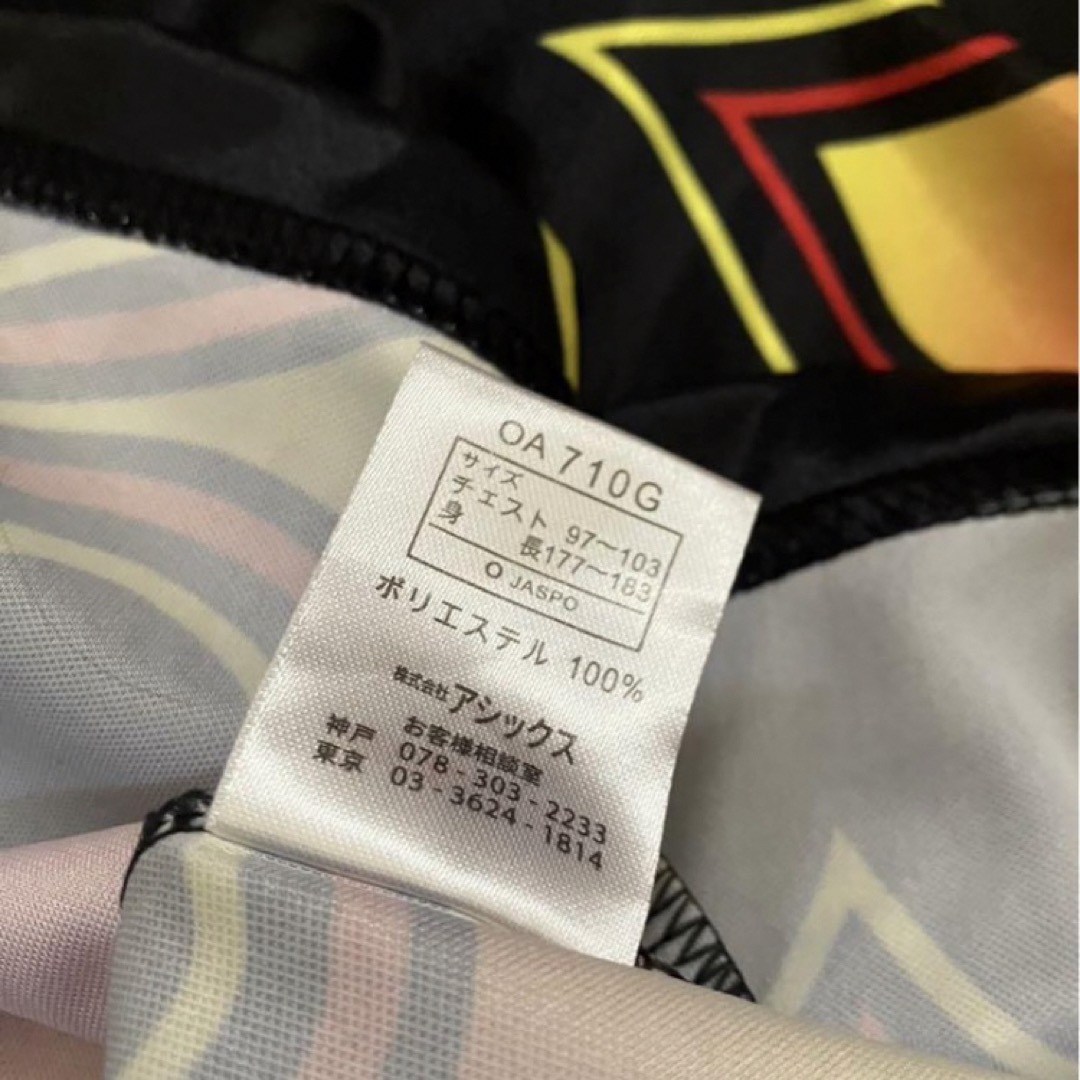 OA 710G
サイズ
チェスト 97～103
身 長177～183
O JASPO
ポリエステル 100%
株式会社 アシックス
お客様相談室
神戸 078-303-2233
東京 03-3624-1814